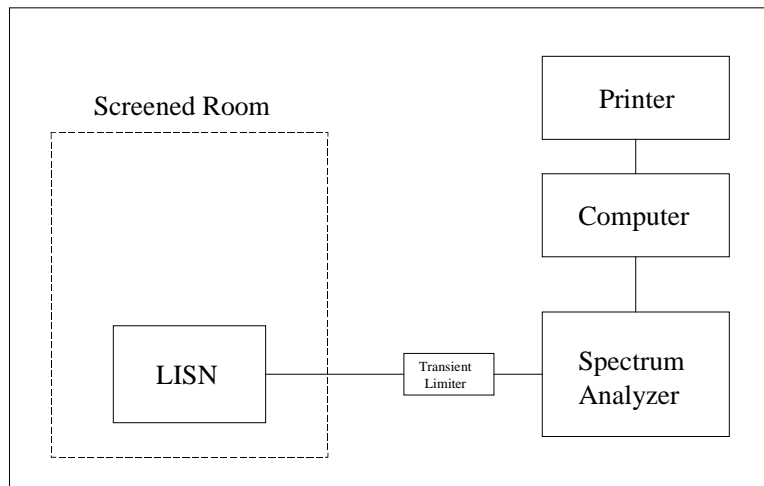 Screened Room
Printer
Computer
LISN
Transient
Limiter
Spectrum
Analyzer